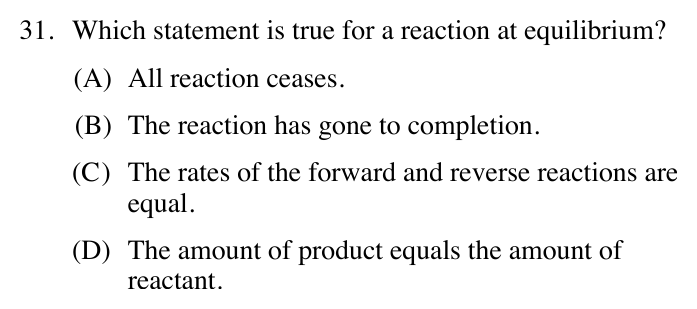 31. Which statement is true for a reaction at equilibrium?
(A) All reaction ceases.
(B) The reaction has gone to completion.
(C) The rates of the forward and reverse reactions are
equal.
(D) The amount of product equals the amount of
reactant.